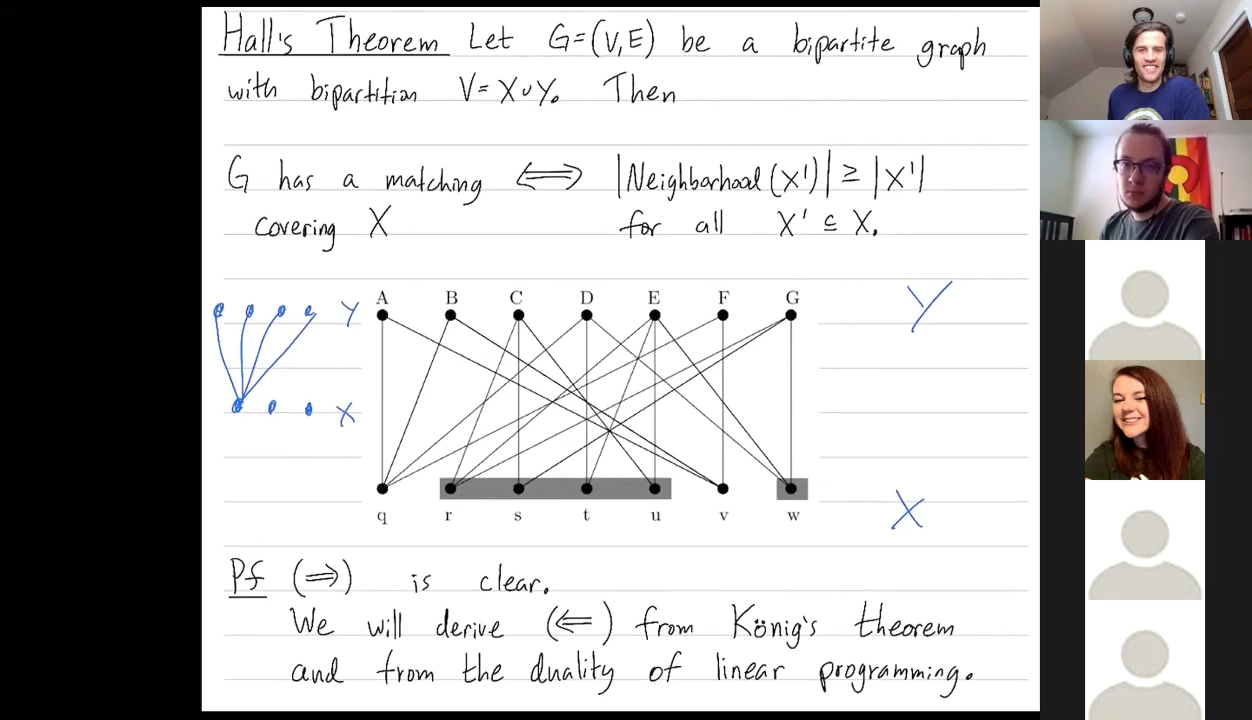 Hall's Theorem Let G=(V,E) be a bipartite graph
with bipartition V= X∪Y. Then
G has a matching ⟺ |Neighborhood (X')| ≥ |X'|
covering X for all X' ⊆ X.
A B C D E F G
Y Y
X
q r s t u v w
X
Pf (⟹) is clear.
We will derive (⟸) from König's theorem
and from the duality of linear programming.